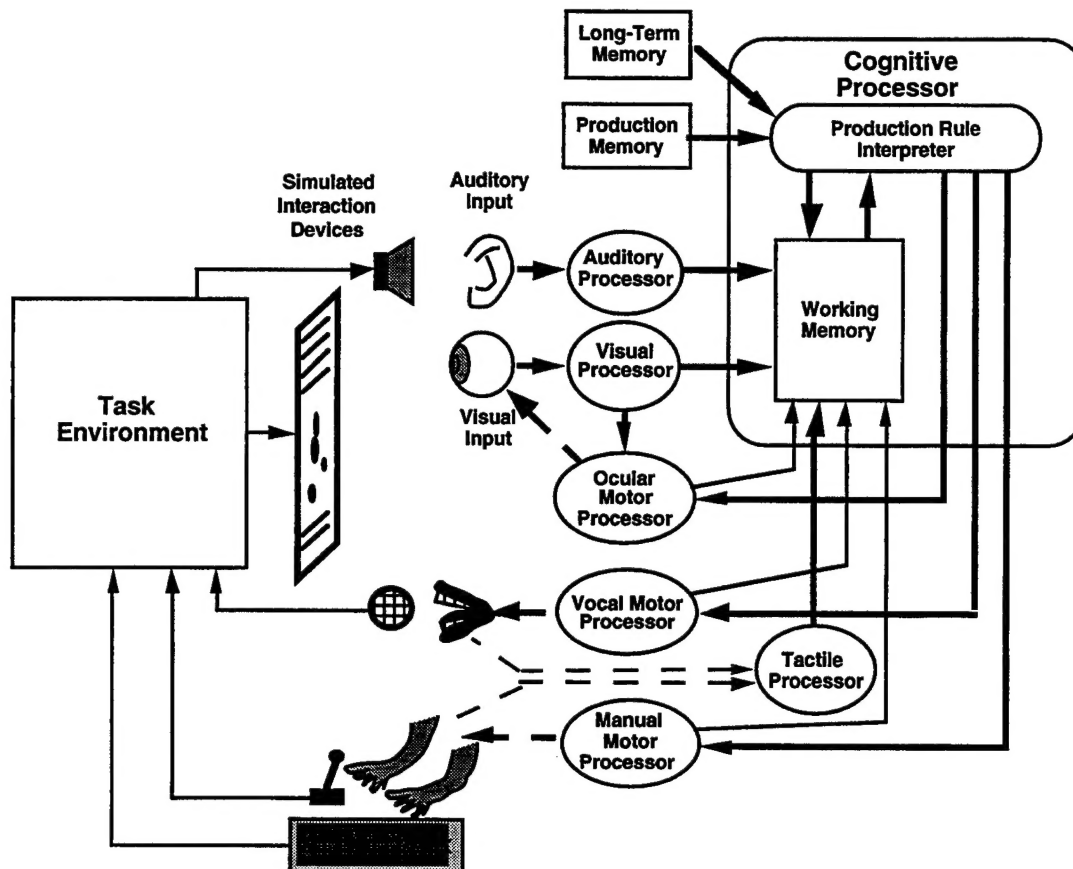 Long-Term
Memory
Cognitive
Processor
Production
Memory
Production Rule
Interpreter
Simulated
Interaction
Devices
Auditory
Input
Auditory
Processor
Working
Memory
Visual
Processor
Task
Environment
Visual
Input
Ocular
Motor
Processor
Vocal Motor
Processor
Tactile
Processor
Manual
Motor
Processor